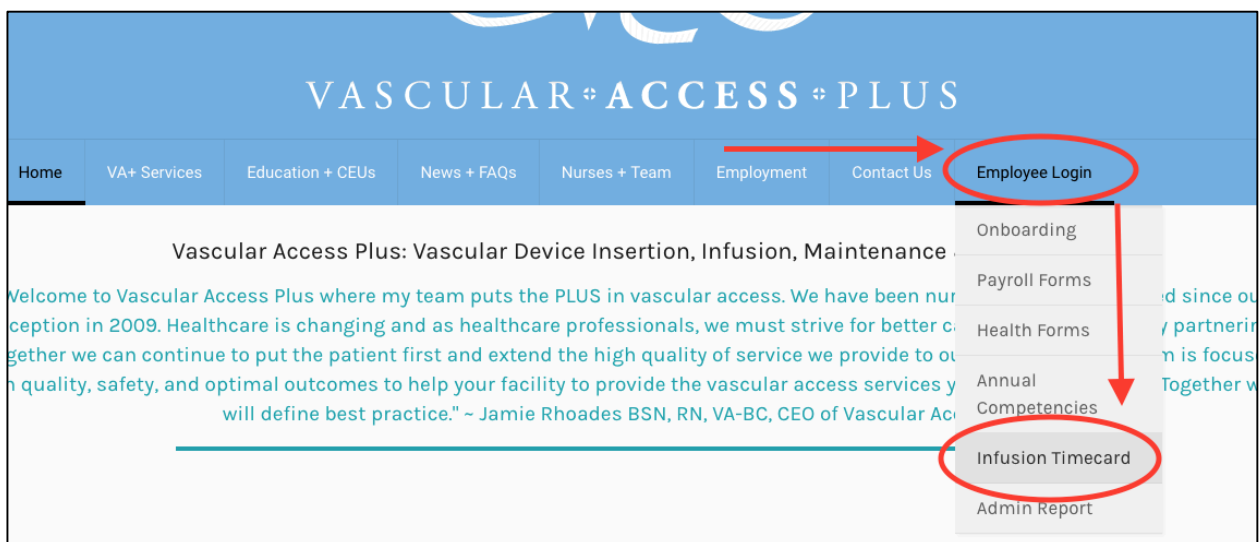 VASCULAR ACCESS PLUS
Home VA+ Services Education + CEUs News + FAQs Nurses + Team Employment Contact Us Employee Login
Onboarding
Payroll Forms
Health Forms
Annual
Competencies
Infusion Timecard
Admin Report
Vascular Access Plus: Vascular Device Insertion, Infusion, Maintenance
Welcome to Vascular Access Plus where my team puts the PLUS in vascular access. We have been since
in 2009. Healthcare is changing and as healthcare professionals, we must strive for better
we can continue to put the patient first and extend the high quality of service we provide to is
quality, safety, and optimal outcomes to help your facility to provide the vascular access services Together
will define best practice." ~ Jamie Rhoades BSN, RN, VA-BC, CEO of Vascular